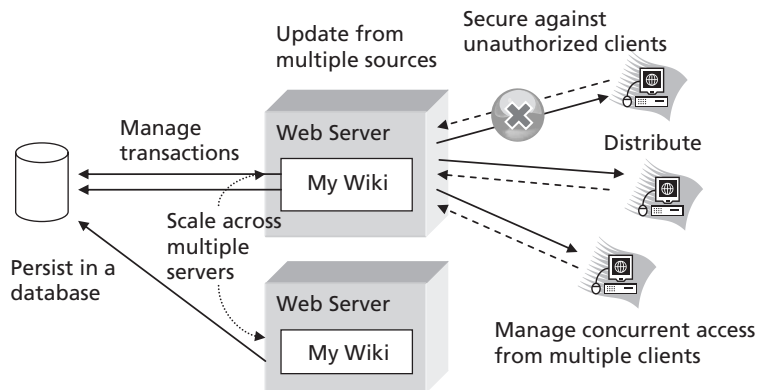 Update from
multiple sources
Secure against
unauthorized clients
Manage
transactions
Web Server
My Wiki
Distribute
Scale across
multiple
servers
Persist in a
database
Web Server
My Wiki
Manage concurrent access
from multiple clients